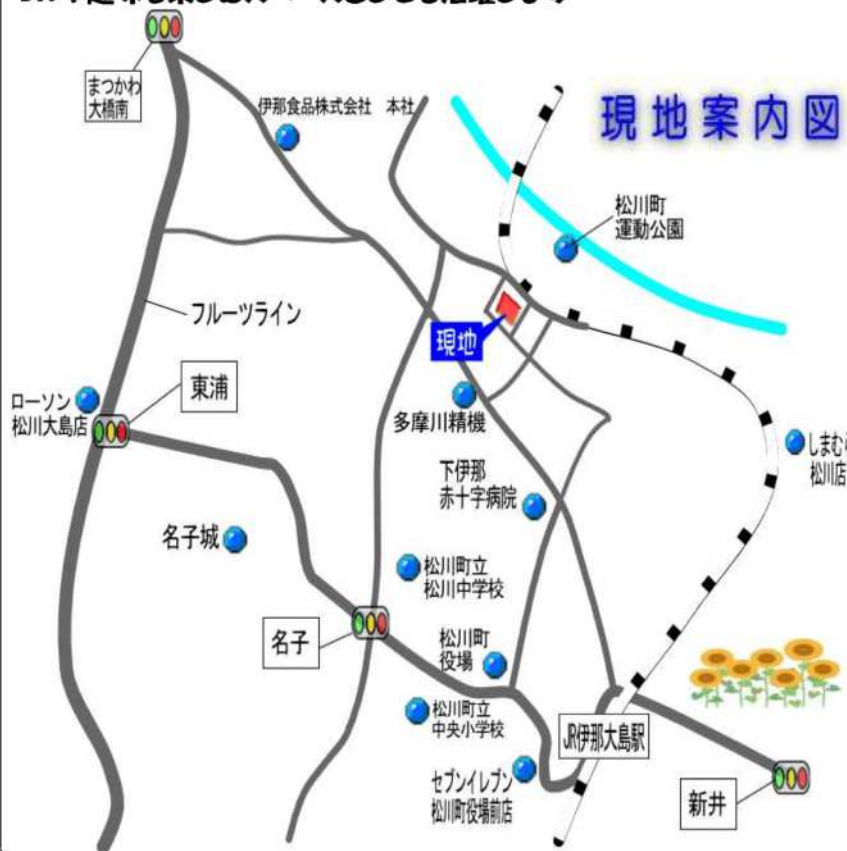 現地案内図
まつかわ
大橋南
伊那食品株式会社 本社
松川町
運動公園
フルーツライン
現地
東浦
ローソン
松川大島店
多摩川精機
しまむら
松川店
下伊那
赤十字病院
名子城
松川町立
松川中学校
名子
松川町
役場
松川町立
中央小学校
JR伊那大島駅
セブンイレブン
松川町役場前店
新井